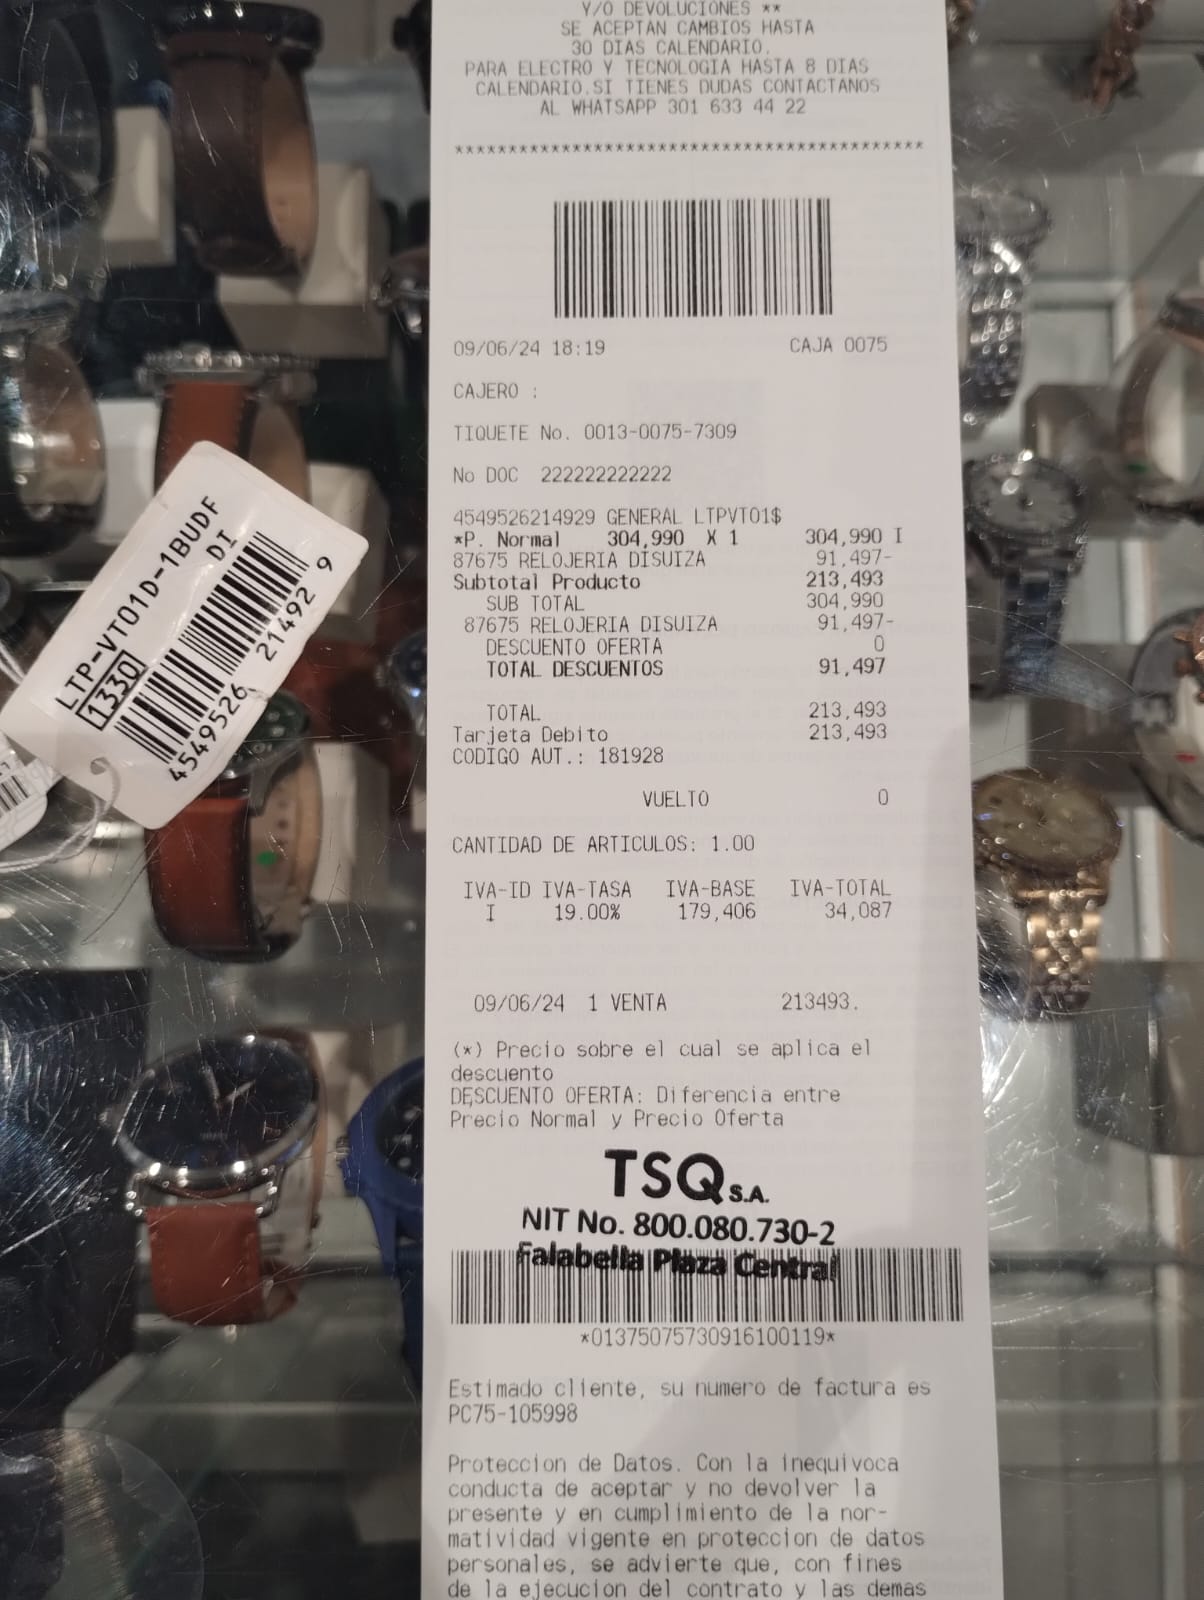 Y/O DEVOLUCIONES **
SE ACEPTAN CAMBIOS HASTA
30 DIAS CALENDARIO.
PARA ELECTRO Y TECNOLOGIA HASTA 8 DIAS
CALENDARIO.SI TIENES DUDAS CONTACTANOS
AL WHATSAPP 301 633 44 22
*******************************************
09/06/24 18:19 CAJA 0075
CAJERO :
TIQUETE No. 0013-0075-7309
No DOC 222222222222
4549526214929 GENERAL LTPVT01$
*P. Normal 304,990 X 1 304,990 I
87675 RELOJERIA DISUIZA 91,497-
Subtotal Producto 213,493
SUB TOTAL 304,990
87675 RELOJERIA DISUIZA 91,497-
DESCUENTO OFERTA 0
TOTAL DESCUENTOS 91,497
TOTAL 213,493
Tarjeta Debito 213,493
CODIGO AUT.: 181928
VUELTO 0
CANTIDAD DE ARTICULOS: 1.00
IVA-ID IVA-TASA IVA-BASE IVA-TOTAL
I 19.00% 179,406 34,087
09/06/24 1 VENTA 213493.
(*) Precio sobre el cual se aplica el
descuento
DESCUENTO OFERTA: Diferencia entre
Precio Normal y Precio Oferta
TSQ S.A.
NIT No. 800.080.730-2
Falabella Plaza Central
*01375075730916100119*
Estimado cliente, su numero de factura es
PC75-105998
Proteccion de Datos. Con la inequivoca
conducta de aceptar y no devolver la
presente y en cumplimiento de la nor-
matividad vigente en proteccion de datos
personales, se advierte que, con fines
de la ejecucion del contrato y las demas
LTP-VT01D-1BUDF
1330 DI
4549526 21492 9